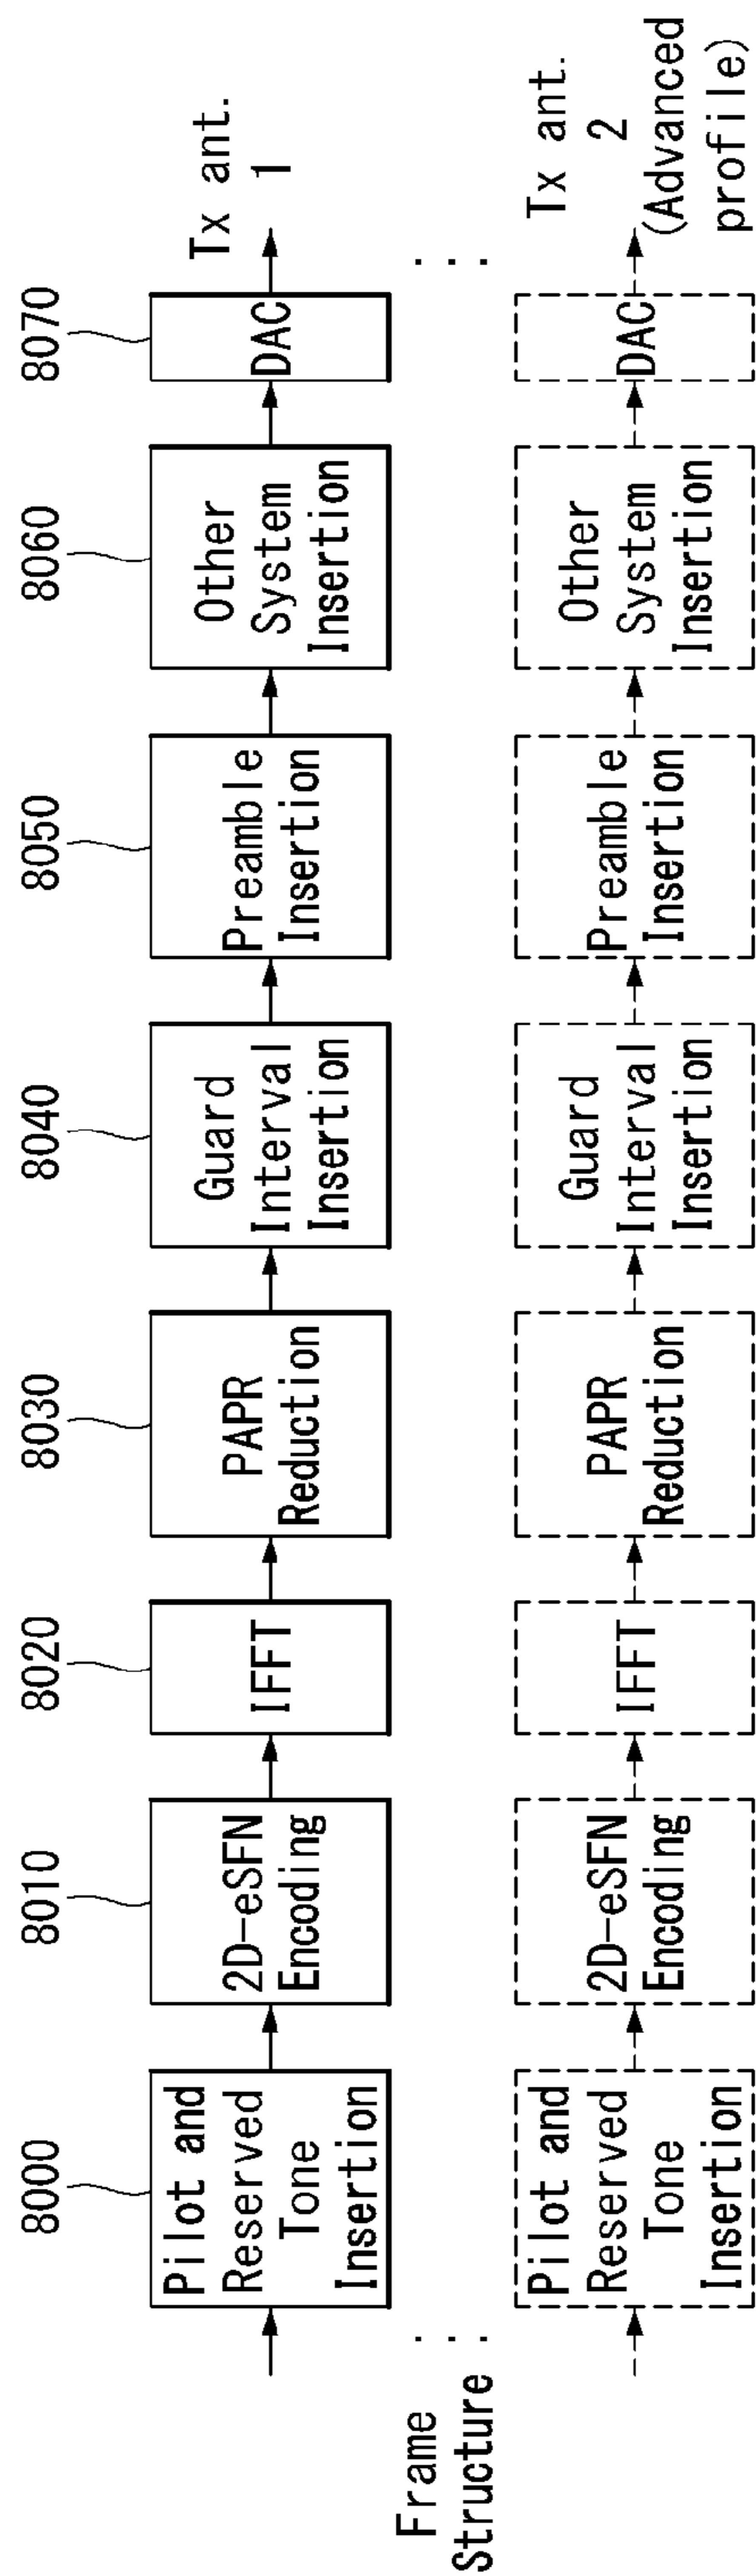 8000
8010
8020
8030
8040
8050
8060
8070
Pilot and
Reserved
Tone
Insertion
2D-eSFN
Encoding
IFFT
PAPR
Reduction
Guard
Interval
Insertion
Preamble
Insertion
Other
System
Insertion
DAC
Tx ant.
1
Frame
Structure
...
...
Pilot and
Reserved
Tone
Insertion
2D-eSFN
Encoding
IFFT
PAPR
Reduction
Guard
Interval
Insertion
Preamble
Insertion
Other
System
Insertion
DAC
Tx ant.
2
(Advanced
profile)